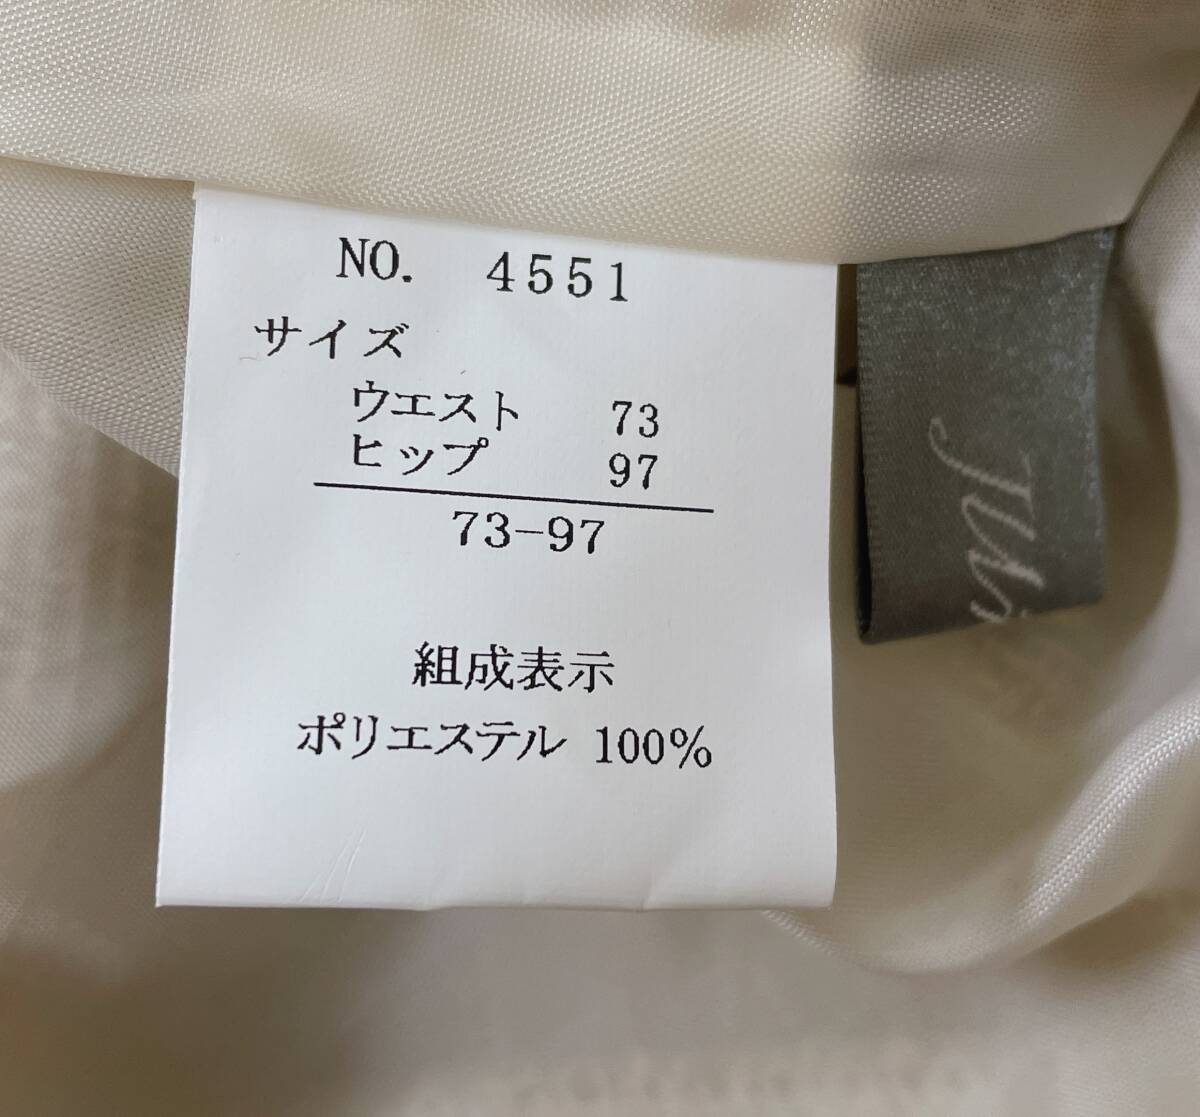 NO. 4551
サイズ
ウエスト 73
ヒップ 97
73-97
組成表示
ポリエステル 100%